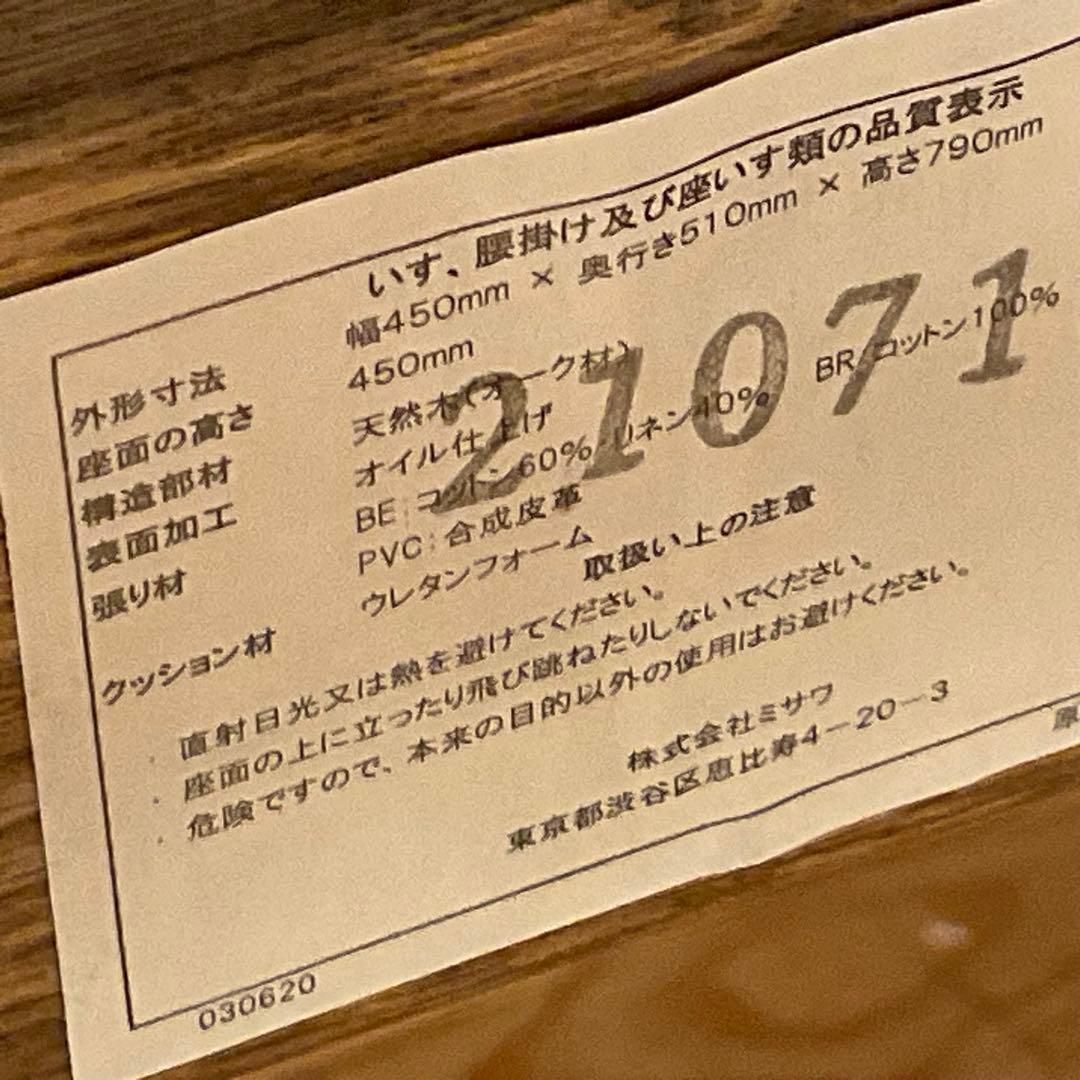 いす、腰掛け及び座いす類の品質表示
外形寸法 幅450mm × 奥行き510mm × 高さ790mm
座面の高さ 450mm
構造部材 天然木(オーク材)
表面加工 オイル仕上げ
張り材 BE:コットン60% リネン40% BR:コットン100%
PVC:合成皮革
クッション材 ウレタンフォーム
21071
取扱い上の注意
・直射日光又は熱を避けてください。
・座面の上に立ったり飛び跳ねたりしないでください。
・危険ですので、本来の目的以外の使用はお避けください。
株式会社ミサワ
東京都渋谷区恵比寿4-20-3
030620